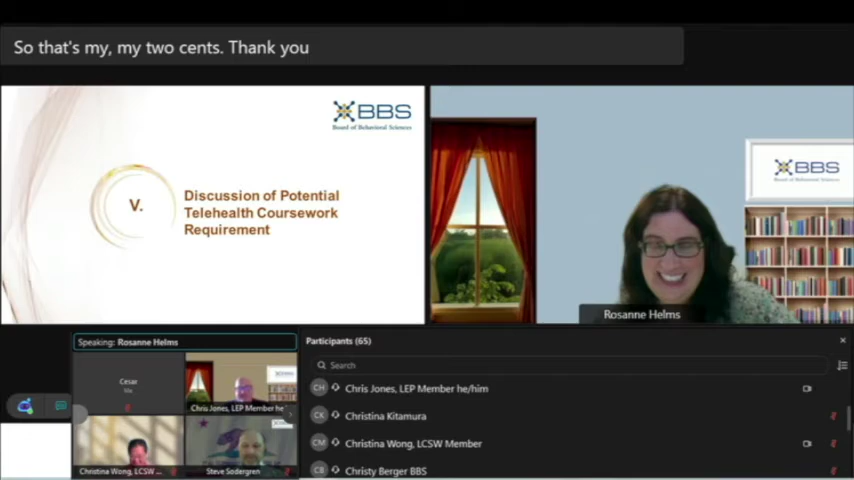 So that's my, my two cents. Thank you
BBS
Board of Behavioral Sciences
V.
Discussion of Potential
Telehealth Coursework
Requirement
BBS
Board of Behavioral Sciences
Rosanne Helms
Speaking: Rosanne Helms
Cesar
Chris Jones, LEP Member he
Christina Wong, LCSW ...
Steve Sodergren
Participants (65)
Search
CH
Chris Jones, LEP Member he/him
CK
Christina Kitamura
CM
Christina Wong, LCSW Member
CB
Christy Berger BBS